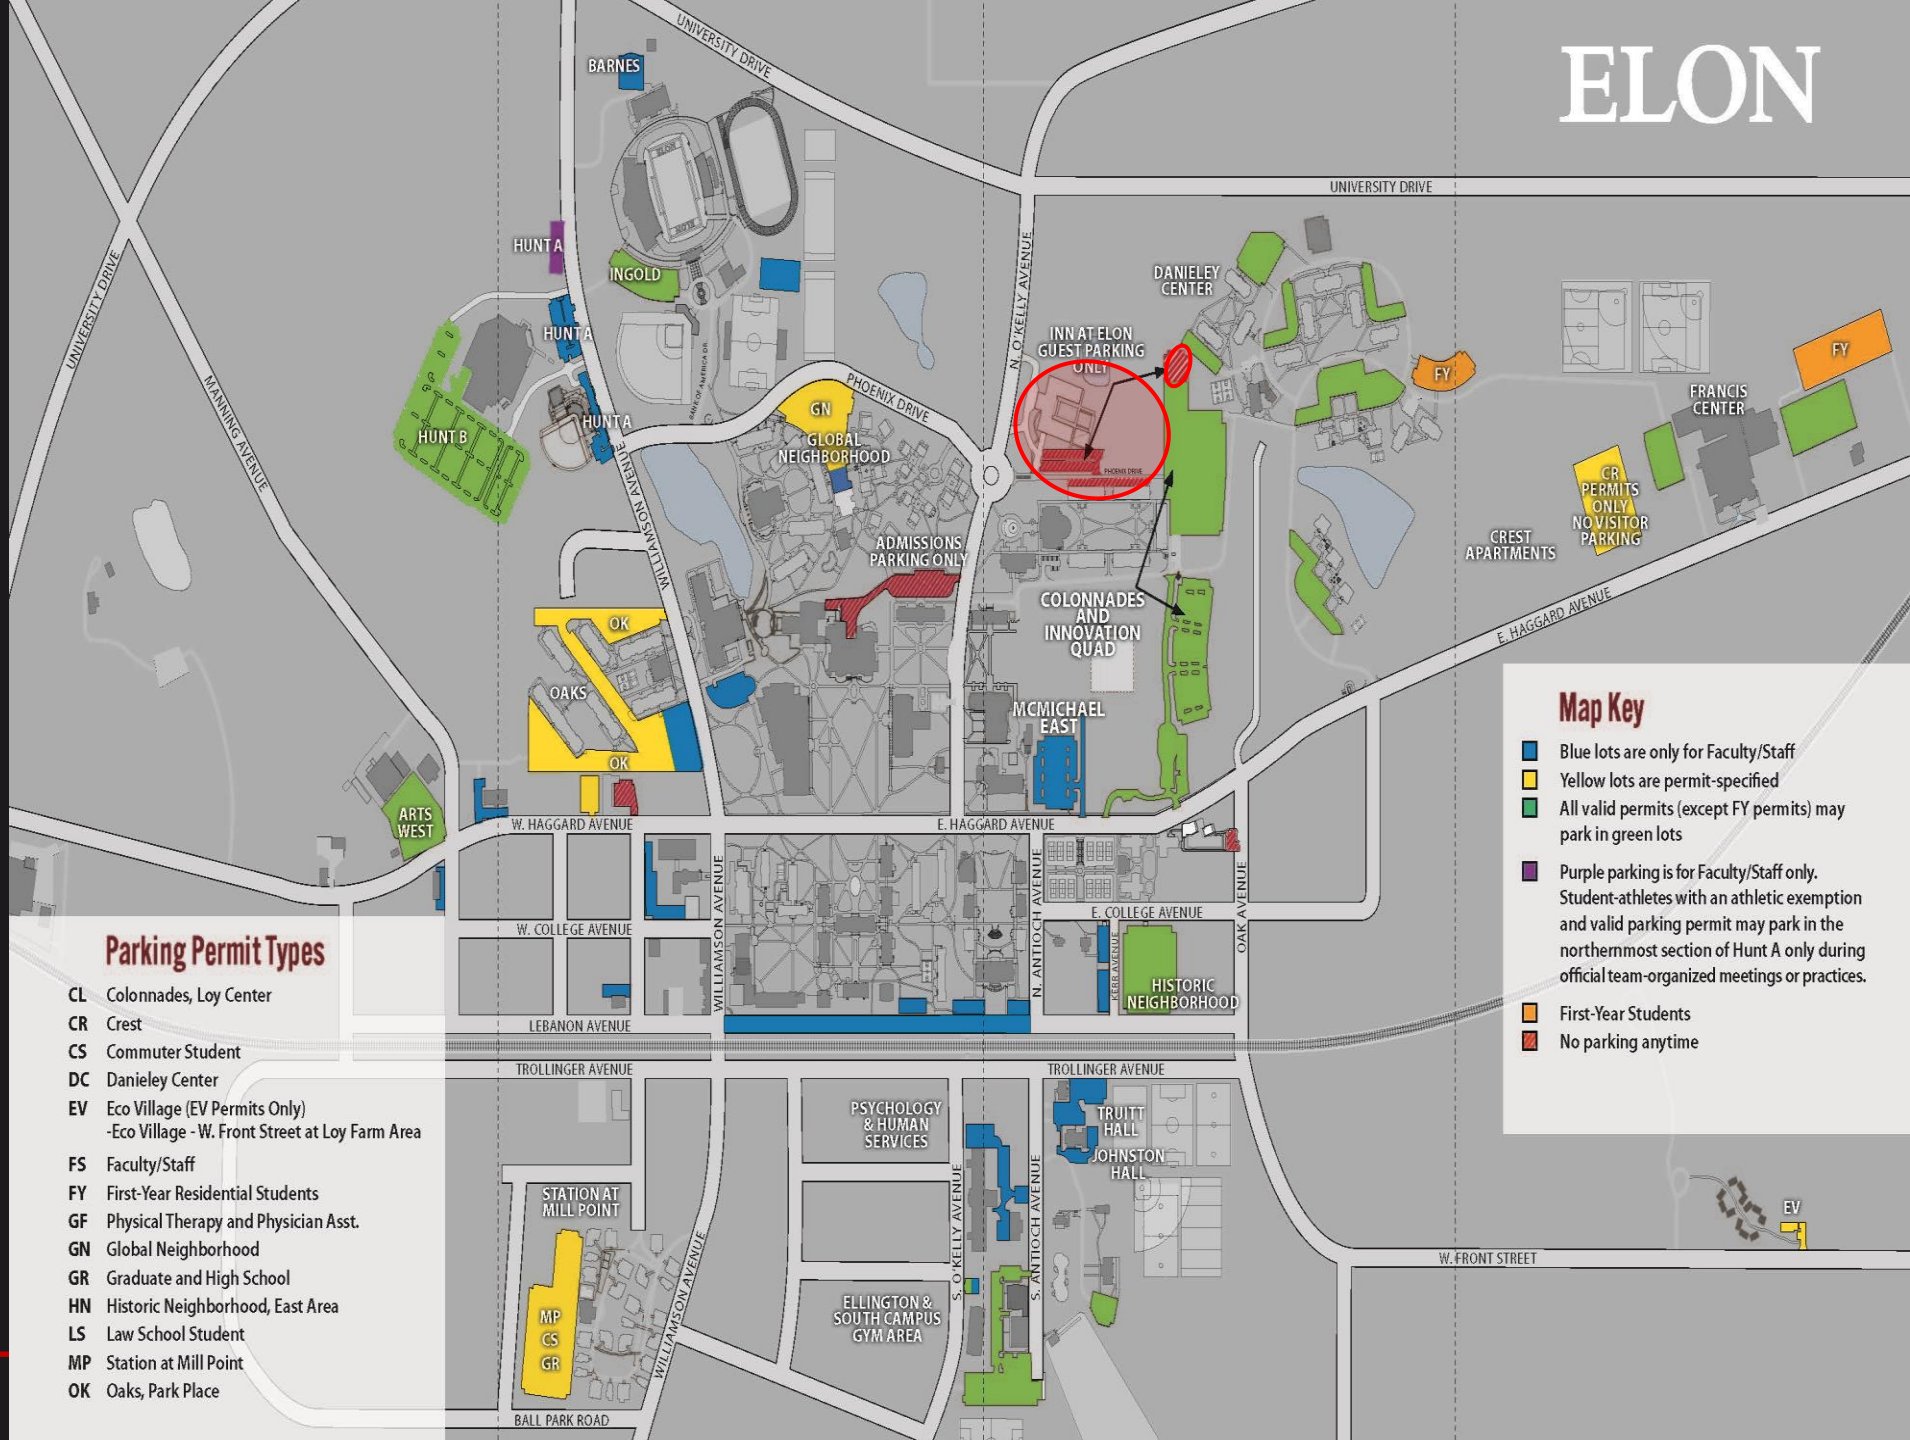 ELON
UNIVERSITY DRIVE
BARNES
ELON
UNIVERSITY DRIVE
HUNT A
INGOLD
N. O'KELLY AVENUE
DANIELEY
CENTER
UNIVERSITY DRIVE
HUNT A
INN AT ELON
GUEST PARKING
ONLY
BANK OF AMERICA DR.
PHOENIX DRIVE
MANNING AVENUE
FY
FY
FRANCIS
CENTER
GN
HUNT A
HUNT B
GLOBAL
NEIGHBORHOOD
PHOENIX DRIVE
WILLIAMSON AVENUE
CR
PERMITS
ONLY
NO VISITOR
PARKING
CREST
APARTMENTS
ADMISSIONS
PARKING ONLY
COLONNADES
AND
INNOVATION
QUAD
E. HAGGARD AVENUE
OK
OAKS
OK
MCMICHAEL
EAST
ARTS
WEST
W. HAGGARD AVENUE
E. HAGGARD AVENUE
WILLIAMSON AVENUE
N. ANTIOCH AVENUE
OAK AVENUE
E. COLLEGE AVENUE
W. COLLEGE AVENUE
KERR AVENUE
HISTORIC
NEIGHBORHOOD
LEBANON AVENUE
TROLLINGER AVENUE
TROLLINGER AVENUE
PSYCHOLOGY
& HUMAN
SERVICES
TRUITT
HALL
JOHNSTON
HALL
STATION AT
MILL POINT
S. O'KELLY AVENUE
S. ANTIOCH AVENUE
WILLIAMSON AVENUE
EV
W. FRONT STREET
MP
CS
GR
ELLINGTON &
SOUTH CAMPUS
GYM AREA
BALL PARK ROAD
Map Key
Blue lots are only for Faculty/Staff
Yellow lots are permit-specified
All valid permits (except FY permits) may
park in green lots
Purple parking is for Faculty/Staff only.
Student-athletes with an athletic exemption
and valid parking permit may park in the
northernmost section of Hunt A only during
official team-organized meetings or practices.
First-Year Students
No parking anytime
Parking Permit Types
CL Colonnades, Loy Center
CR Crest
CS Commuter Student
DC Danieley Center
EV Eco Village (EV Permits Only)
-Eco Village - W. Front Street at Loy Farm Area
FS Faculty/Staff
FY First-Year Residential Students
GF Physical Therapy and Physician Asst.
GN Global Neighborhood
GR Graduate and High School
HN Historic Neighborhood, East Area
LS Law School Student
MP Station at Mill Point
OK Oaks, Park Place